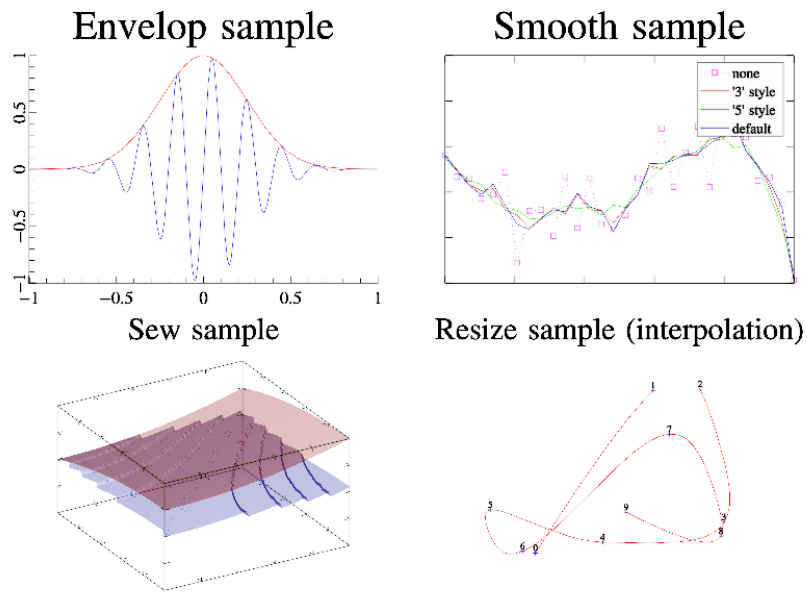 Envelop sample
Smooth sample
1
0.5
0
−0.5
−1
−1
−0.5
0
0.5
1
none
'3' style
'5' style
default
Sew sample
Resize sample (interpolation)
1
2
7
5
9
3
8
4
6
0